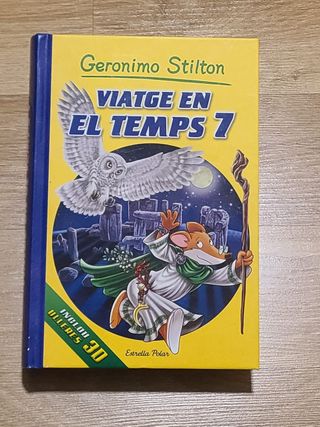 Geronimo Stilton
VIATGE EN
EL TEMPS 7
INCLOU
ULLERES 3D
Estrella Polar